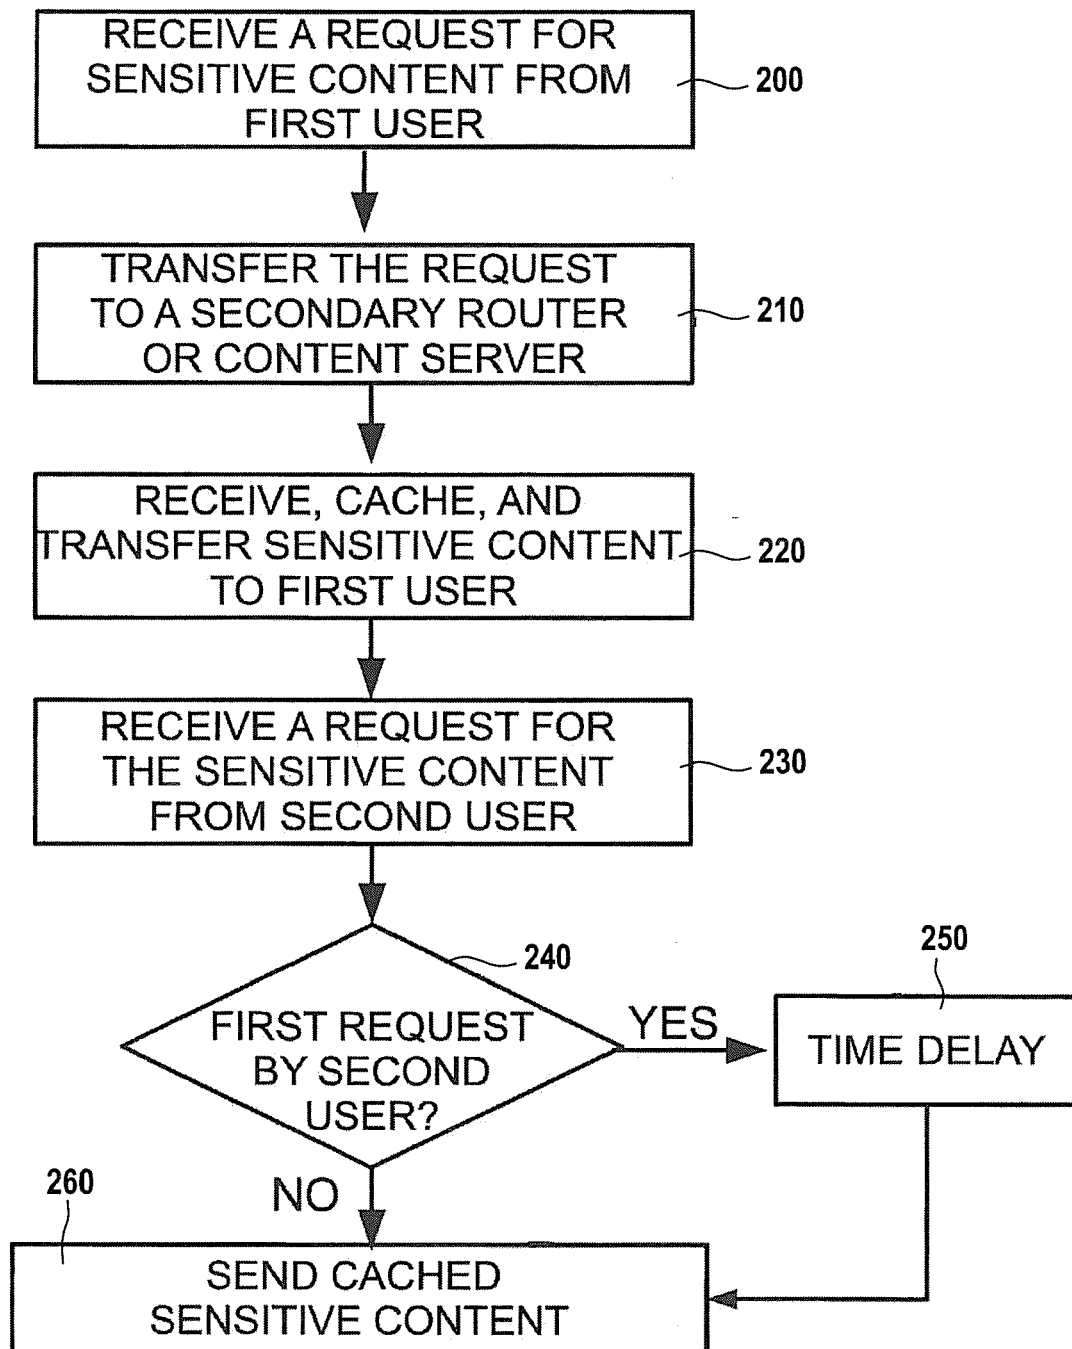 RECEIVE A REQUEST FOR
SENSITIVE CONTENT FROM
FIRST USER
200
TRANSFER THE REQUEST
TO A SECONDARY ROUTER
OR CONTENT SERVER
210
RECEIVE, CACHE, AND
TRANSFER SENSITIVE CONTENT
TO FIRST USER
220
RECEIVE A REQUEST FOR
THE SENSITIVE CONTENT
FROM SECOND USER
230
240
FIRST REQUEST
BY SECOND
USER?
YES
250
TIME DELAY
NO
260
SEND CACHED
SENSITIVE CONTENT